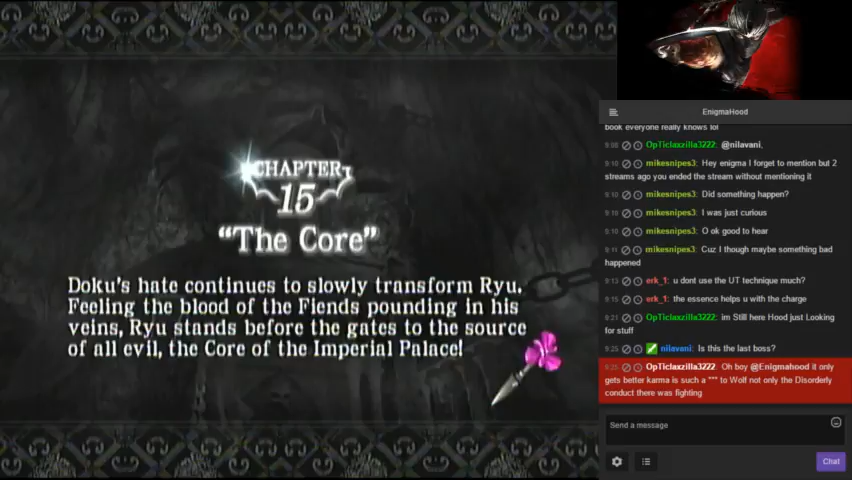 CHAPTER
15
"The Core"
Doku's hate continues to slowly transform Ryu.
Feeling the blood of the Fiends pounding in his
veins, Ryu stands before the gates to the source
of all evil, the Core of the Imperial Palace!
EnigmaHood
book everyone really knows lol
9:08 OpTiclaxzilla3222: @nilavani,
9:10 mikesnipes3: Hey enigma I forget to mention but 2
streams ago you ended the stream without mentioning it
9:10 mikesnipes3: Did something happen?
9:10 mikesnipes3: I was just curious
9:10 mikesnipes3: O ok good to hear
9:11 mikesnipes3: Cuz I though maybe something bad
happened
9:13 erk_1: u dont use the UT technique much?
9:15 erk_1: the essence helps u with the charge
9:21 OpTiclaxzilla3222: im Still here Hood just Looking
for stuff
9:25 nilavani: Is this the last boss?
9:25 OpTiclaxzilla3222: Oh boy @Enigmahood it only
gets better karma is such a *** to Wolf not only the Disorderly
conduct there was fighting
Send a message
Chat